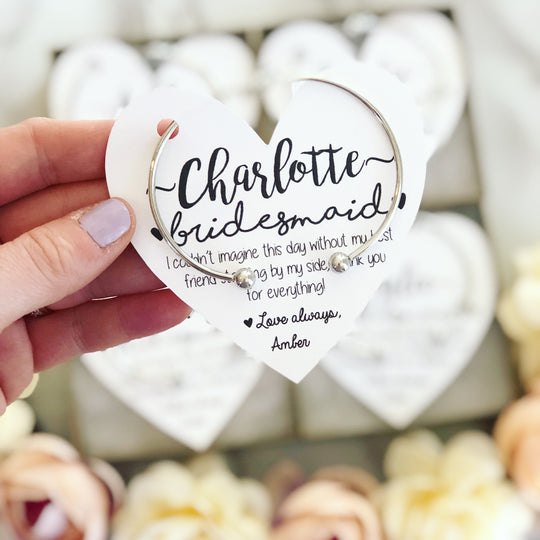 ~Charlotte~
bridesmaid
I couldn't imagine this day without my best
friend by my side, thank you
for everything!
♥ Love always,
Amber